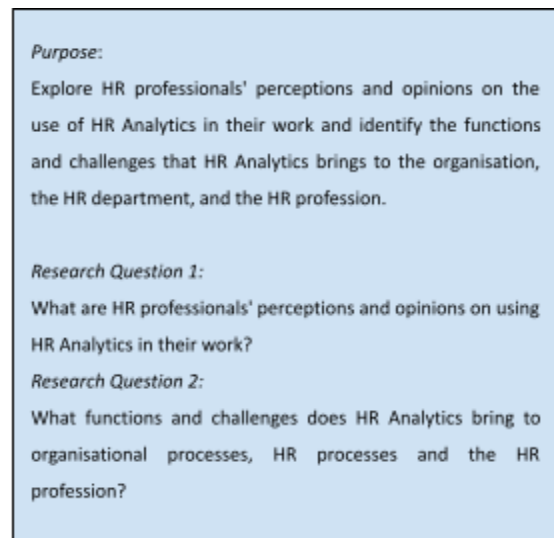 Purpose:
Explore HR professionals' perceptions and opinions on the
use of HR Analytics in their work and identify the functions
and challenges that HR Analytics brings to the organisation,
the HR department, and the HR profession.
Research Question 1:
What are HR professionals' perceptions and opinions on using
HR Analytics in their work?
Research Question 2:
What functions and challenges does HR Analytics bring to
organisational processes, HR processes and the HR
profession?